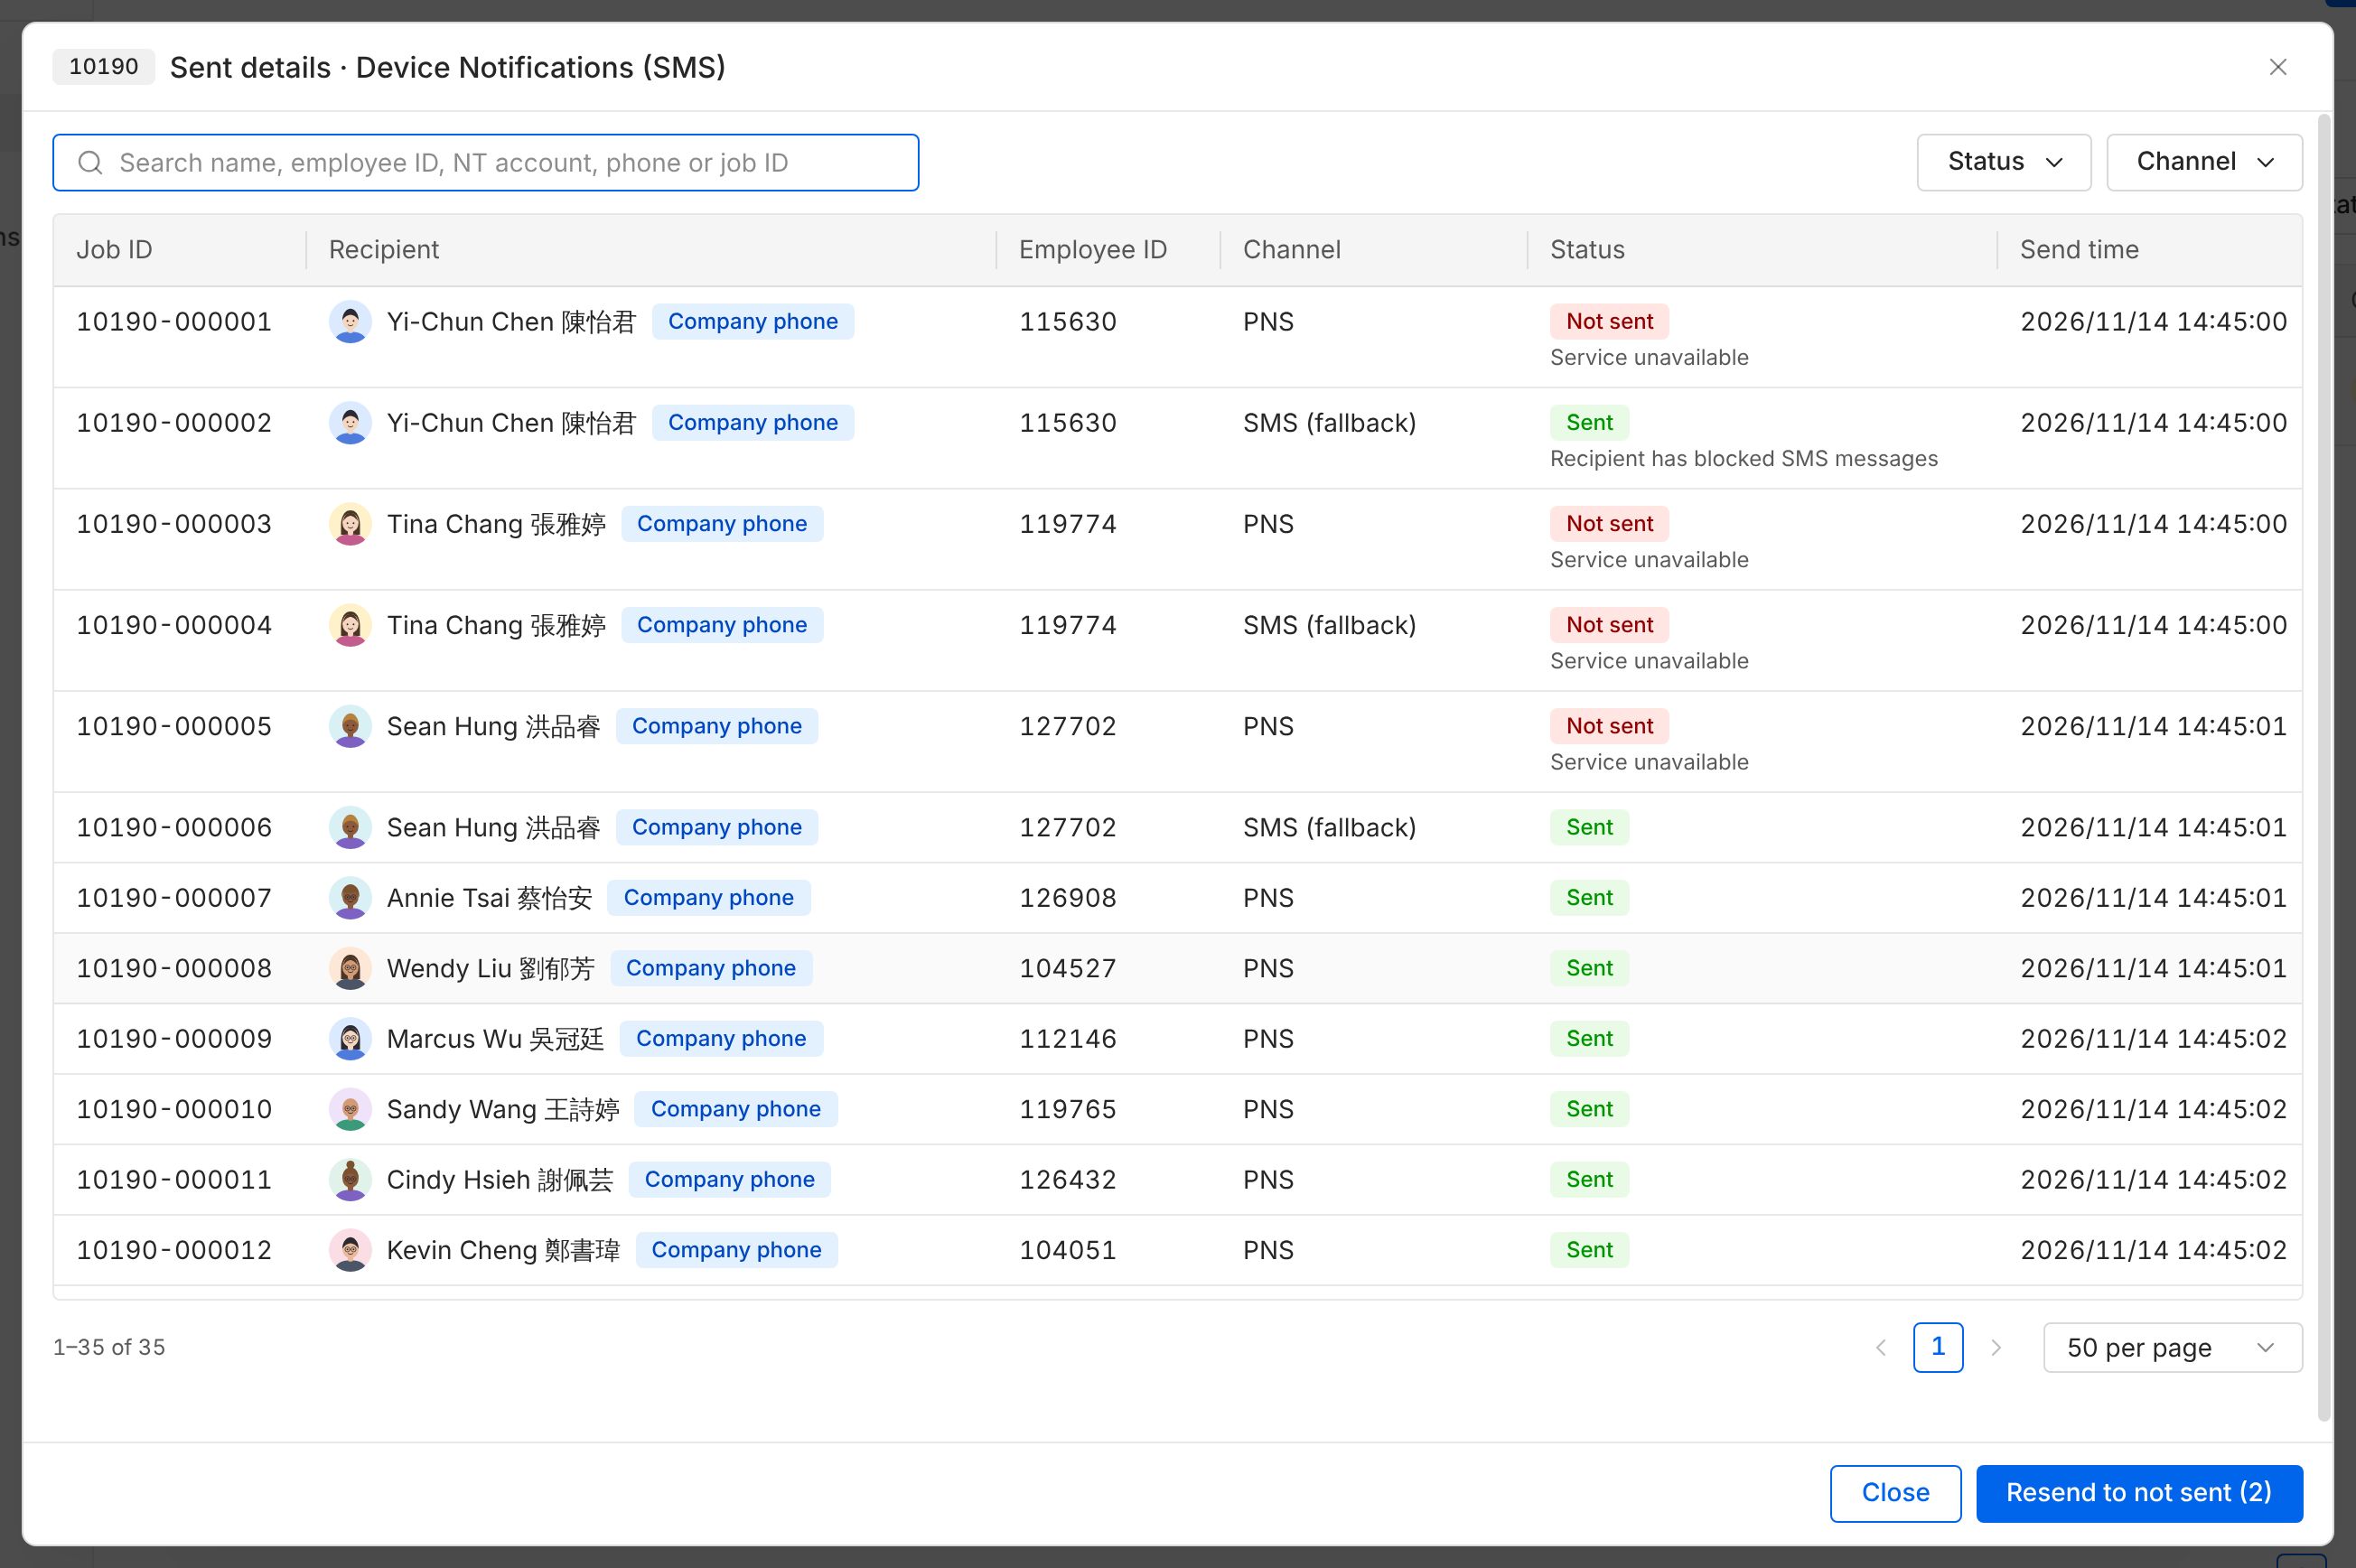 10190 Sent details · Device Notifications (SMS)
Search name, employee ID, NT account, phone or job ID
Status
Channel
Job ID Recipient Employee ID Channel Status Send time
10190-000001 Yi-Chun Chen 陳怡君 Company phone 115630 PNS Not sent 2026/11/14 14:45:00
Service unavailable
10190-000002 Yi-Chun Chen 陳怡君 Company phone 115630 SMS (fallback) Sent 2026/11/14 14:45:00
Recipient has blocked SMS messages
10190-000003 Tina Chang 張雅婷 Company phone 119774 PNS Not sent 2026/11/14 14:45:00
Service unavailable
10190-000004 Tina Chang 張雅婷 Company phone 119774 SMS (fallback) Not sent 2026/11/14 14:45:00
Service unavailable
10190-000005 Sean Hung 洪品睿 Company phone 127702 PNS Not sent 2026/11/14 14:45:01
Service unavailable
10190-000006 Sean Hung 洪品睿 Company phone 127702 SMS (fallback) Sent 2026/11/14 14:45:01
10190-000007 Annie Tsai 蔡怡安 Company phone 126908 PNS Sent 2026/11/14 14:45:01
10190-000008 Wendy Liu 劉郁芳 Company phone 104527 PNS Sent 2026/11/14 14:45:01
10190-000009 Marcus Wu 吳冠廷 Company phone 112146 PNS Sent 2026/11/14 14:45:02
10190-000010 Sandy Wang 王詩婷 Company phone 119765 PNS Sent 2026/11/14 14:45:02
10190-000011 Cindy Hsieh 謝佩芸 Company phone 126432 PNS Sent 2026/11/14 14:45:02
10190-000012 Kevin Cheng 鄭書瑋 Company phone 104051 PNS Sent 2026/11/14 14:45:02
1–35 of 35
1
50 per page
Close
Resend to not sent (2)